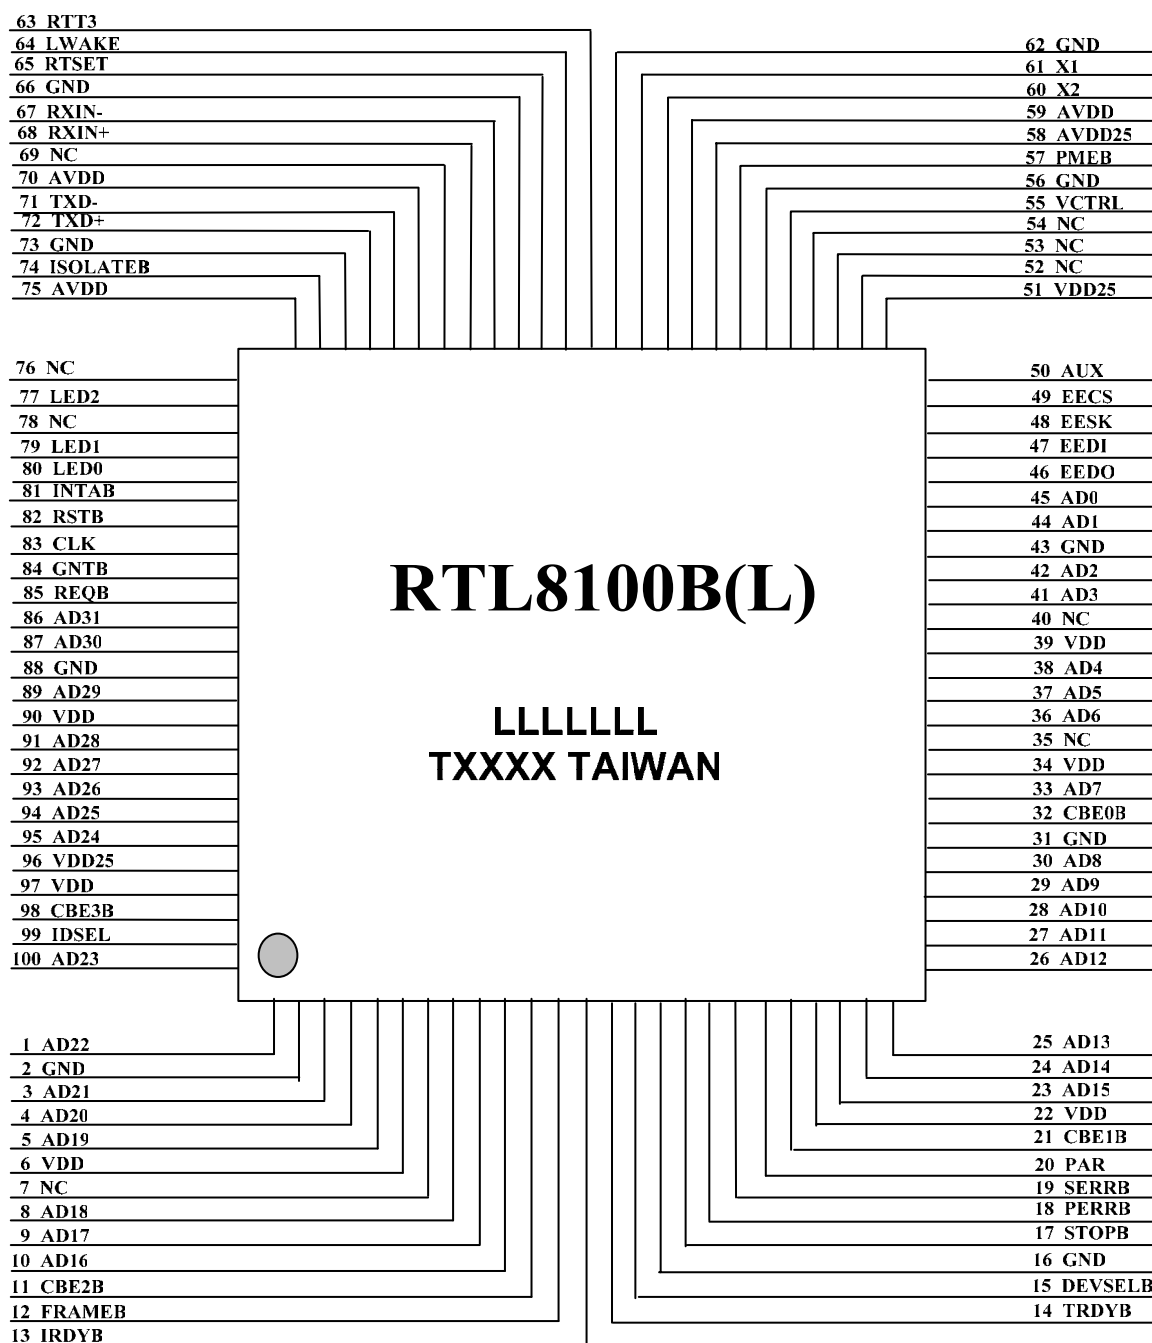 63 RTT3
64 LWAKE
65 RTSET
66 GND
67 RXIN-
68 RXIN+
69 NC
70 AVDD
71 TXD-
72 TXD+
73 GND
74 ISOLATEB
75 AVDD
62 GND
61 X1
60 X2
59 AVDD
58 AVDD25
57 PMEB
56 GND
55 VCTRL
54 NC
53 NC
52 NC
51 VDD25
76 NC
77 LED2
78 NC
79 LED1
80 LED0
81 INTAB
82 RSTB
83 CLK
84 GNTB
85 REQB
86 AD31
87 AD30
88 GND
89 AD29
90 VDD
91 AD28
92 AD27
93 AD26
94 AD25
95 AD24
96 VDD25
97 VDD
98 CBE3B
99 IDSEL
100 AD23
RTL8100B(L)
LLLLLLL
TXXXX TAIWAN
50 AUX
49 EECS
48 EESK
47 EEDI
46 EEDO
45 AD0
44 AD1
43 GND
42 AD2
41 AD3
40 NC
39 VDD
38 AD4
37 AD5
36 AD6
35 NC
34 VDD
33 AD7
32 CBE0B
31 GND
30 AD8
29 AD9
28 AD10
27 AD11
26 AD12
1 AD22
2 GND
3 AD21
4 AD20
5 AD19
6 VDD
7 NC
8 AD18
9 AD17
10 AD16
11 CBE2B
12 FRAMEB
13 IRDYB
25 AD13
24 AD14
23 AD15
22 VDD
21 CBE1B
20 PAR
19 SERRB
18 PERRB
17 STOPB
16 GND
15 DEVSELB
14 TRDYB